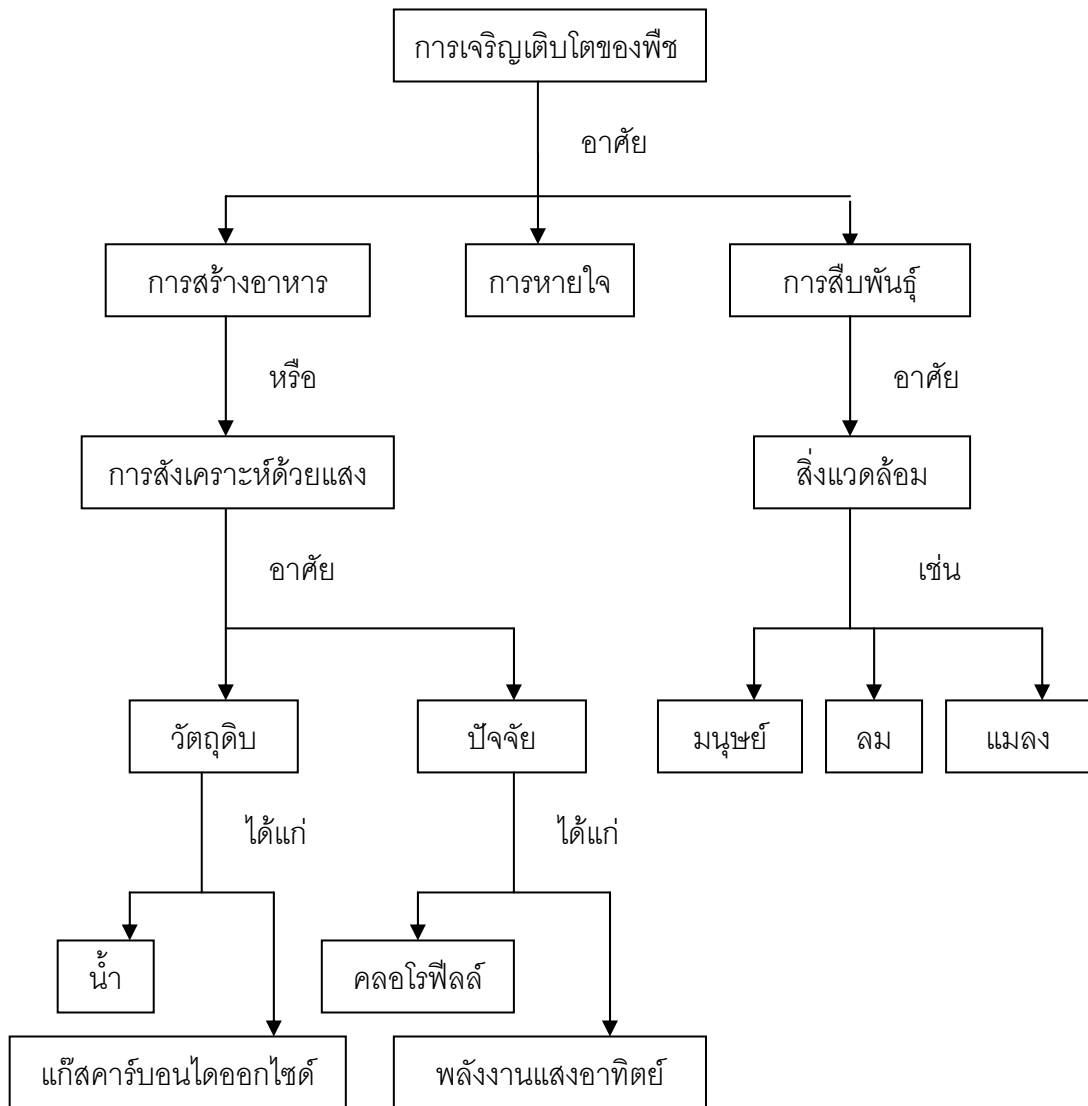 การเจริญเติบโตของพืช
อาศัย
การสร้างอาหาร
การหายใจ
การสืบพันธุ์
หรือ
อาศัย
การสังเคราะห์ด้วยแสง
สิ่งแวดล้อม
อาศัย
เช่น
วัตถุดิบ
ปัจจัย
มนุษย์
ลม
แมลง
ได้แก่
ได้แก่
น้ำ
คลอโรฟีลล์
แก๊สคาร์บอนไดออกไซด์
พลังงานแสงอาทิตย์